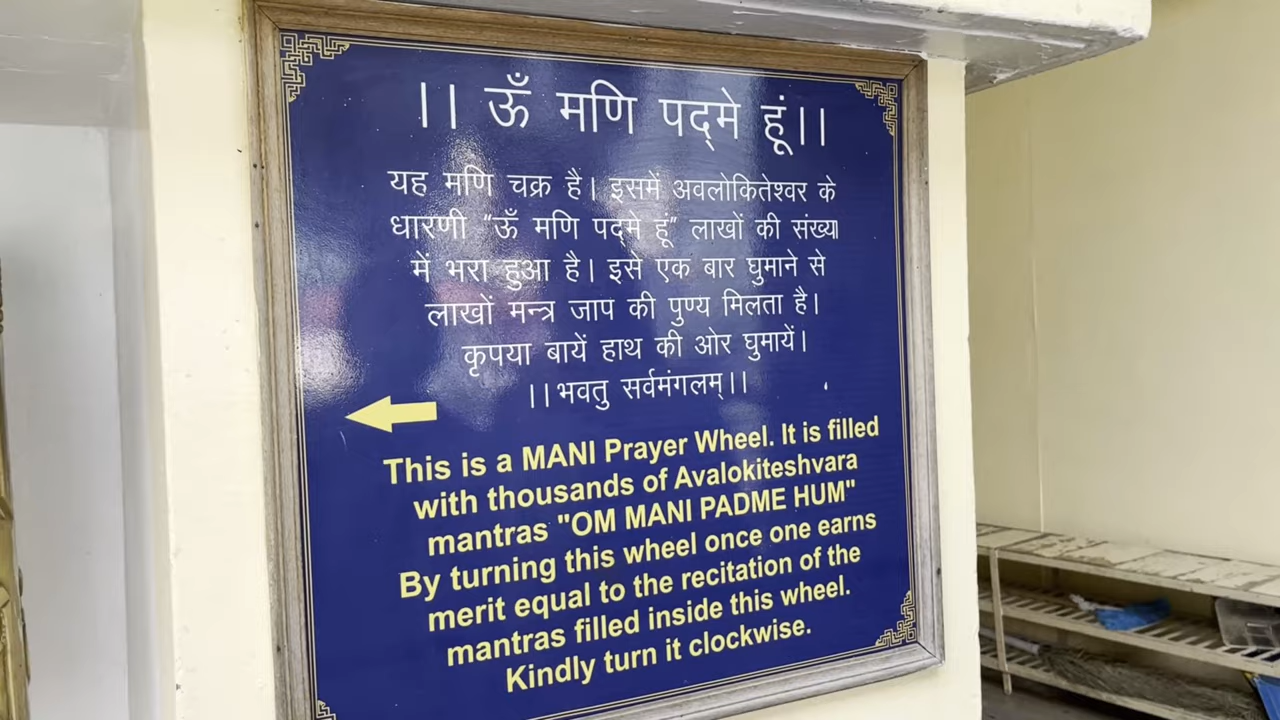 ।। ऊँ मणि पद्‌मे हूं।।
यह मणि चक्र है। इसमें अवलोकितेश्वर के
धारणी “ऊँ मणि पद्‌मे हूं” लाखों की संख्या
में भरा हुआ है। इसे एक बार घुमाने से
लाखों मन्त्र जाप की पुण्य मिलता है।
कृपया बायें हाथ की ओर घुमायें।
।।भवतु सर्वमंगलम्।।
This is a MANI Prayer Wheel. It is filled
with thousands of Avalokiteshvara
mantras "OM MANI PADME HUM"
By turning this wheel once one earns
merit equal to the recitation of the
mantras filled inside this wheel.
Kindly turn it clockwise.